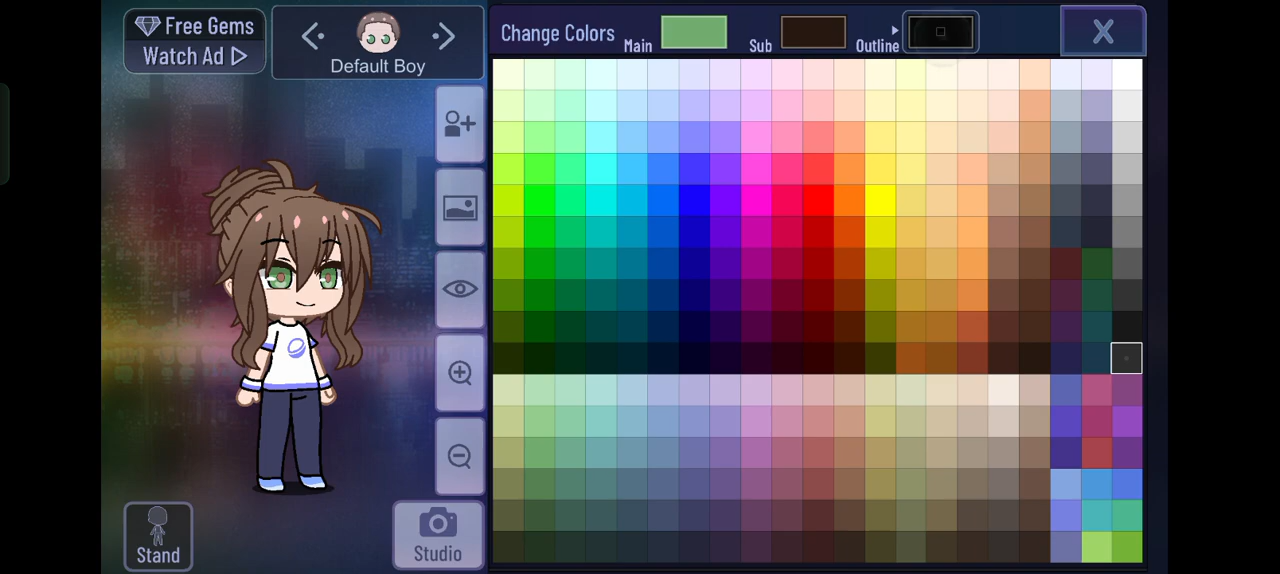 Free Gems
Watch Ad
Default Boy
Change Colors
Main
Sub
Outline
X
Stand
Studio